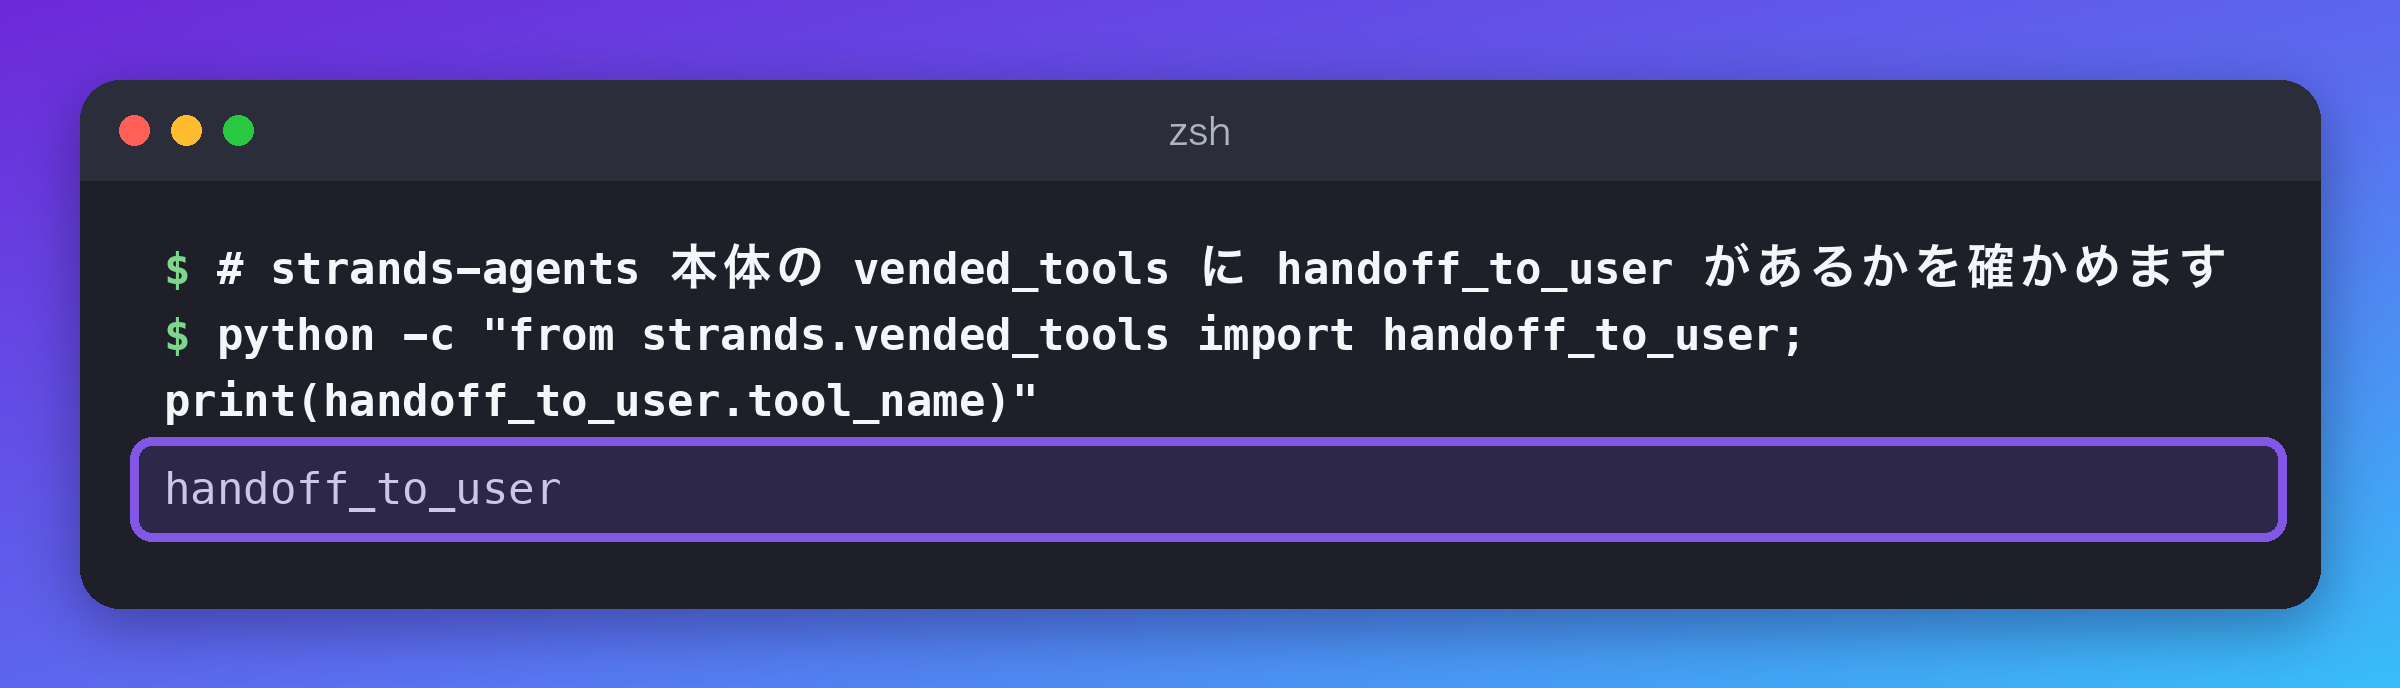 zsh
$ # strands-agents 本体の vended_tools に handoff_to_user があるかを確かめます
$ python -c "from strands.vended_tools import handoff_to_user;
print(handoff_to_user.tool_name)"
handoff_to_user